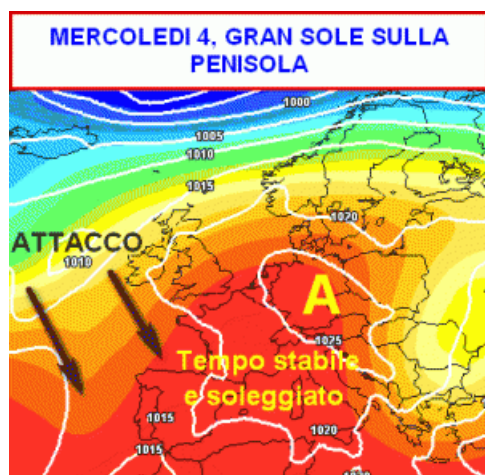 MERCOLEDI 4, GRAN SOLE SULLA
PENISOLA
1000
1005
1010
1015
1020
ATTACCO
1010
A
1025
Tempo stabile
e soleggiato
1015
1020
1015
1020